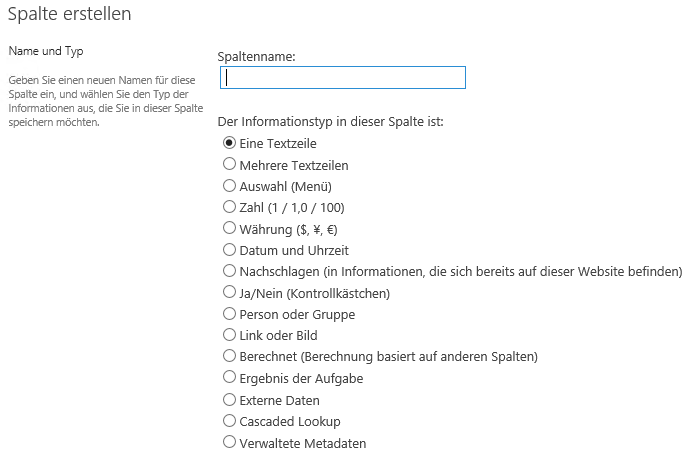 Spalte erstellen
Name und Typ
Geben Sie einen neuen Namen für diese
Spalte ein, und wählen Sie den Typ der
Informationen aus, die Sie in dieser Spalte
speichern möchten.
Spaltenname:
Der Informationstyp in dieser Spalte ist:
Eine Textzeile
Mehrere Textzeilen
Auswahl (Menü)
Zahl (1 / 1,0 / 100)
Währung ($, ¥, €)
Datum und Uhrzeit
Nachschlagen (in Informationen, die sich bereits auf dieser Website befinden)
Ja/Nein (Kontrollkästchen)
Person oder Gruppe
Link oder Bild
Berechnet (Berechnung basiert auf anderen Spalten)
Ergebnis der Aufgabe
Externe Daten
Cascaded Lookup
Verwaltete Metadaten